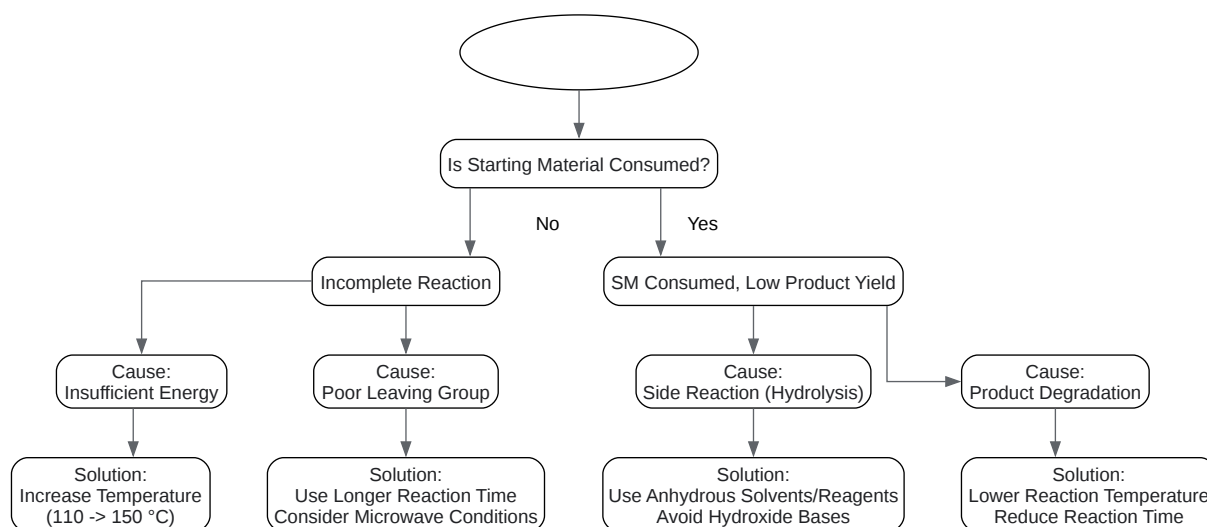 Is Starting Material Consumed?
No
Yes
Incomplete Reaction
SM Consumed, Low Product Yield
Cause:
Insufficient Energy
Cause:
Poor Leaving Group
Cause:
Side Reaction (Hydrolysis)
Cause:
Product Degradation
Solution:
Increase Temperature
(110 -> 150 °C)
Solution:
Use Longer Reaction Time
Consider Microwave Conditions
Solution:
Use Anhydrous Solvents/Reagents
Avoid Hydroxide Bases
Solution:
Lower Reaction Temperature
Reduce Reaction Time